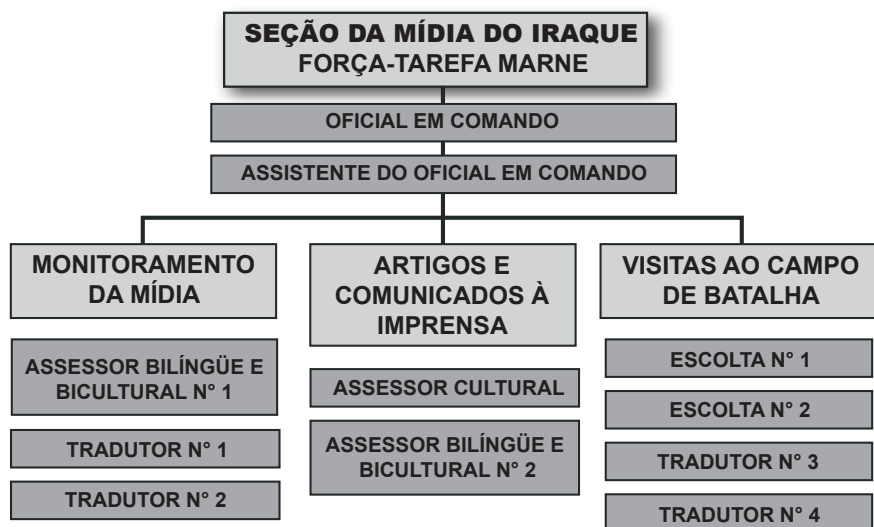 SEÇÃO DA MÍDIA DO IRAQUE
FORÇA-TAREFA MARNE
OFICIAL EM COMANDO
ASSISTENTE DO OFICIAL EM COMANDO
MONITORAMENTO
DA MÍDIA
ASSESSOR BILÍNGÜE E
BICULTURAL N° 1
TRADUTOR N° 1
TRADUTOR N° 2
ARTIGOS E
COMUNICADOS À
IMPRENSA
ASSESSOR CULTURAL
ASSESSOR BILÍNGÜE E
BICULTURAL N° 2
VISITAS AO CAMPO
DE BATALHA
ESCOLTA N° 1
ESCOLTA N° 2
TRADUTOR N° 3
TRADUTOR N° 4